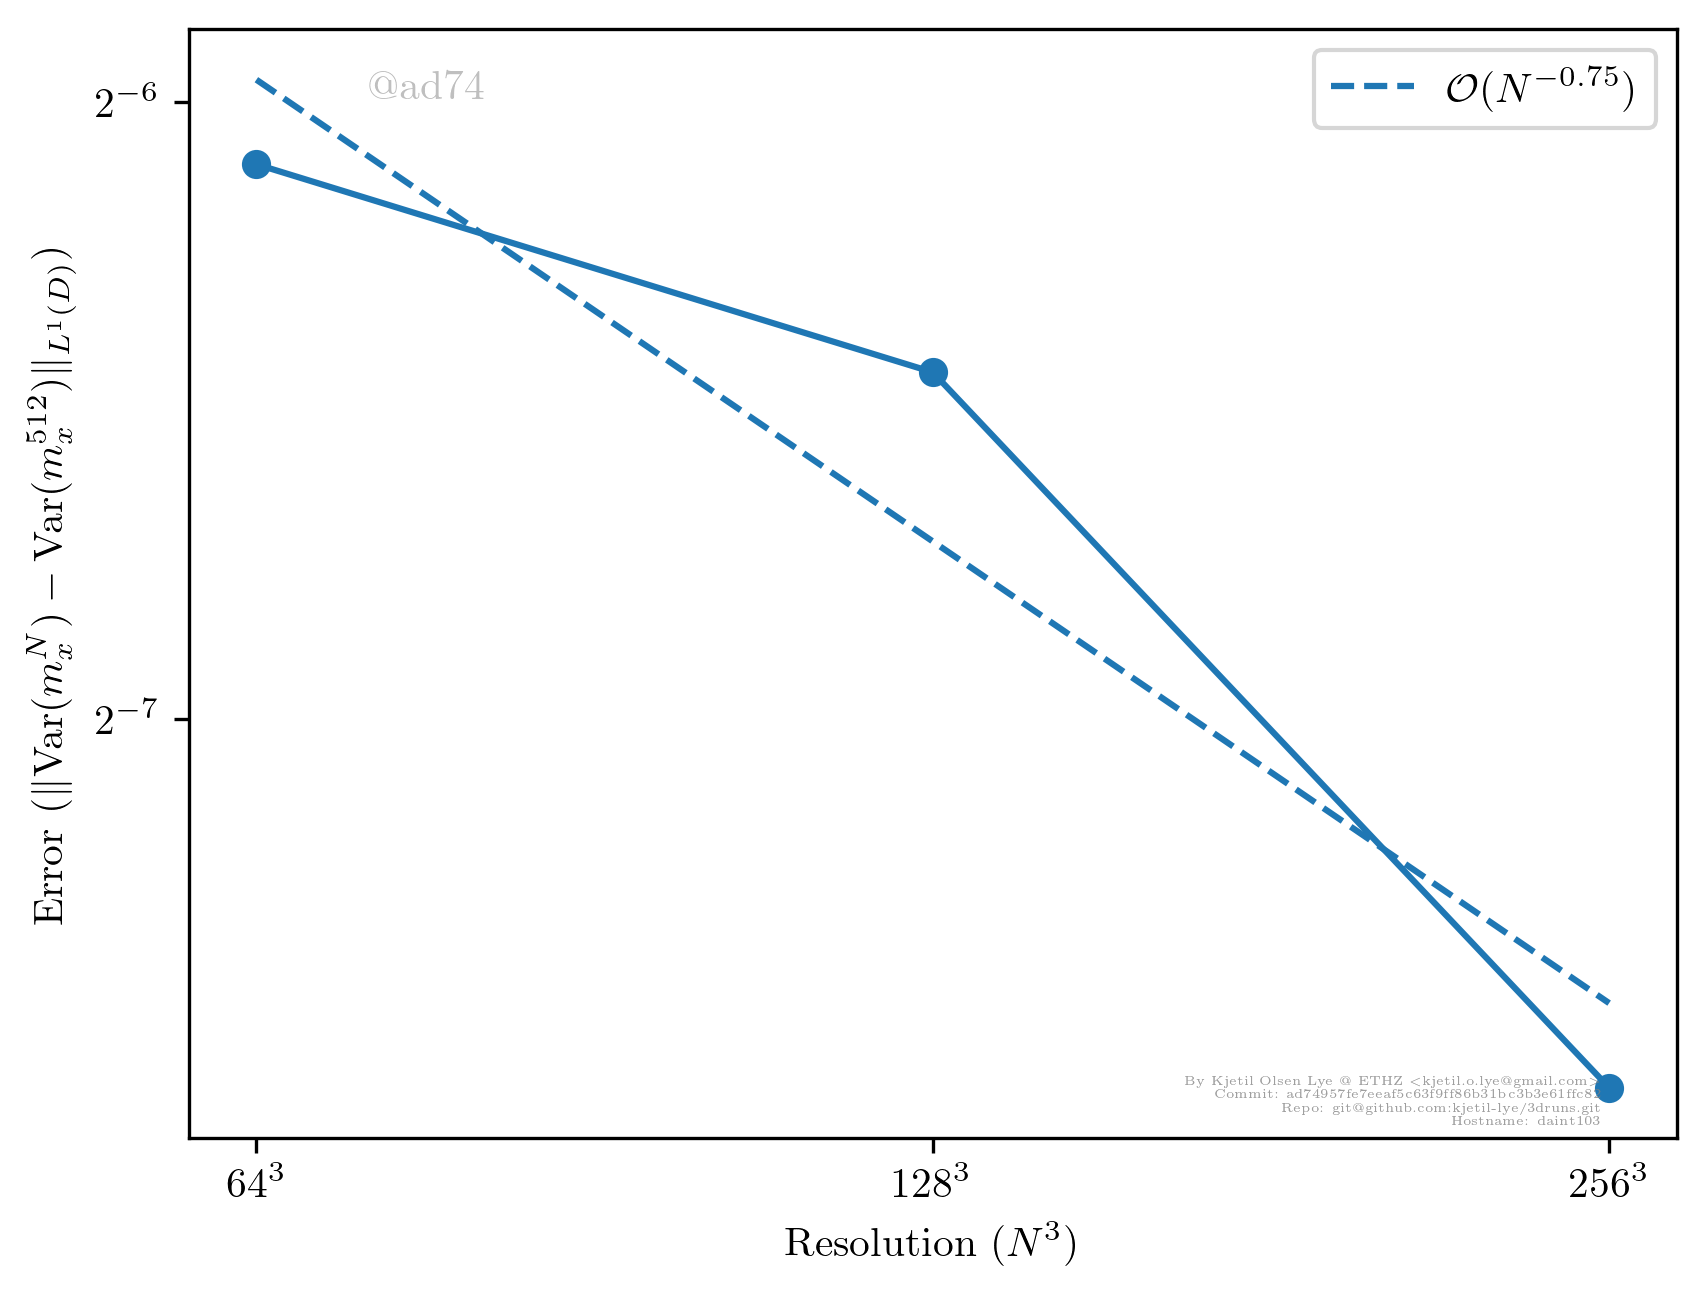 @ad74
O(N^{-0.75})
2^{-6}
2^{-7}
Error (||Var(m_x^N) − Var(m_x^{512})||_{L^1(D)})
By Kjetil Olsen Lye @ ETHZ <kjetil.o.lye@gmail.com>
Commit: ad74957fe7eeaf5c63f9ff86b31bc3b3e61ffc8
Repo: git@github.com:kjetil-lye/3druns.git
Hostname: daint103
64^3 128^3 256^3
Resolution (N^3)